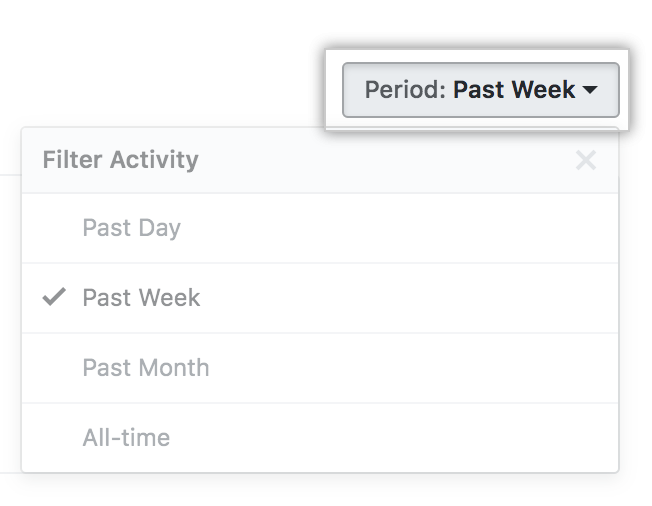 Period: Past Week
Filter Activity
Past Day
Past Week
Past Month
All-time